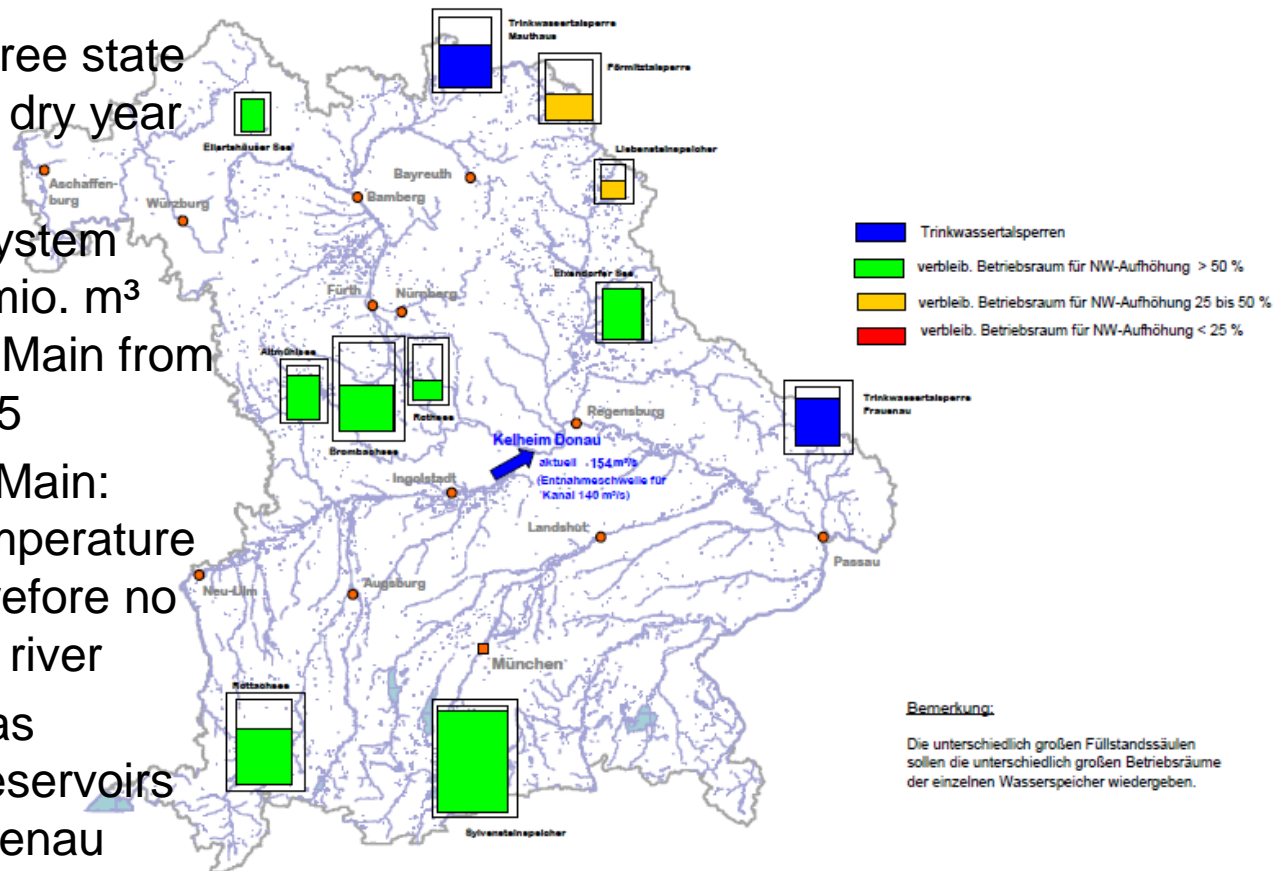 ree state
dry year
ystem
mio. m³
Main from
5
Main:
mperature
refore no
river
as
eservoirs
enau
Trinkwassertalsperre
Mauthaus
Förmitztalsperre
Ellertshäuser See
Liebensteinspeicher
Aschaffen-
burg
Würzburg
Bayreuth
Bamberg
Eixendorfer See
Fürth
Nürnberg
Altmühlsee
Rothsee
Brombachsee
Trinkwassertalsperre
Frauenau
Regensburg
Kelheim Donau
aktuell 154 m³/s
(Entnahmeschwelle für
Kanal 140 m³/s)
Ingolstadt
Landshut
Passau
Neu-Ulm
Augsburg
München
Rottachsee
Sylvensteinspeicher
Trinkwassertalsperren
verbleib. Betriebsraum für NW-Aufhöhung > 50 %
verbleib. Betriebsraum für NW-Aufhöhung 25 bis 50 %
verbleib. Betriebsraum für NW-Aufhöhung < 25 %
Bemerkung:
Die unterschiedlich großen Füllstandssäulen
sollen die unterschiedlich großen Betriebsräume
der einzelnen Wasserspeicher wiedergeben.